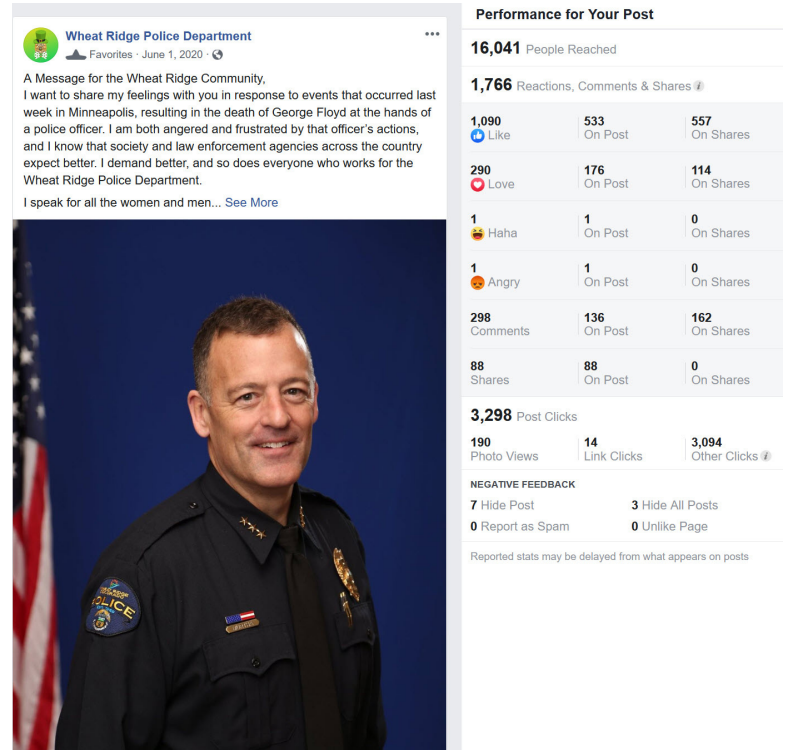 Wheat Ridge Police Department
Favorites · June 1, 2020 ·
A Message for the Wheat Ridge Community,
I want to share my feelings with you in response to events that occurred last
week in Minneapolis, resulting in the death of George Floyd at the hands of
a police officer. I am both angered and frustrated by that officer's actions,
and I know that society and law enforcement agencies across the country
expect better. I demand better, and so does everyone who works for the
Wheat Ridge Police Department.
I speak for all the women and men... See More
POLICE
Performance for Your Post
16,041 People Reached
1,766 Reactions, Comments & Shares
1,090 533 557
Like On Post On Shares
290 176 114
Love On Post On Shares
1 1 0
Haha On Post On Shares
1 1 0
Angry On Post On Shares
298 136 162
Comments On Post On Shares
88 88 0
Shares On Post On Shares
3,298 Post Clicks
190 14 3,094
Photo Views Link Clicks Other Clicks
NEGATIVE FEEDBACK
7 Hide Post 3 Hide All Posts
0 Report as Spam 0 Unlike Page
Reported stats may be delayed from what appears on posts